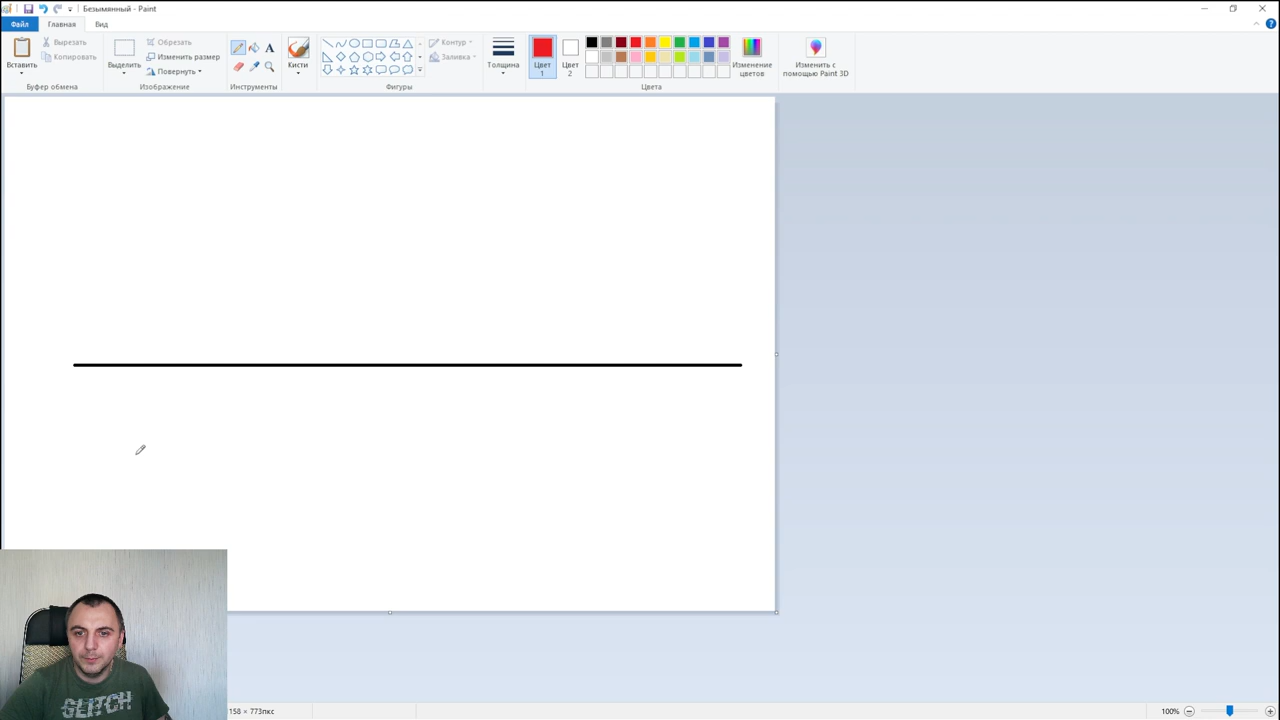 Безымянный - Paint
Файл
Главная
Вид
Вставить
Вырезать
Копировать
Буфер обмена
Выделить
Обрезать
Изменить размер
Повернуть
Изображение
A
Инструменты
Кисти
Контур
Заливка
Фигуры
Толщина
Цвет
1
Цвет
2
Изменение
цветов
Цвета
Изменить с
помощью Paint 3D
158 × 773пкс
100%
GLITCH